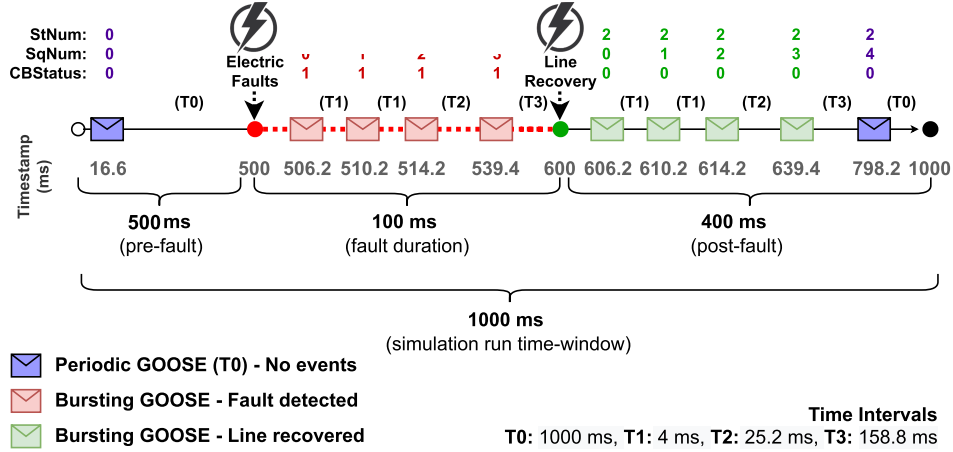 StNum: 0 2 2 2 2 2
SqNum: 0 0 1 2 3 4
CBStatus: 0 1 1 1 1 0 0 0 0 0
Electric
Faults
Line
Recovery
(T0) (T1) (T1) (T2) (T3) (T1) (T1) (T2) (T3) (T0)
Timestamp
(ms)
16.6 500 506.2 510.2 514.2 539.4 600 606.2 610.2 614.2 639.4 798.2 1000
500 ms
(pre-fault)
100 ms
(fault duration)
400 ms
(post-fault)
1000 ms
(simulation run time-window)
Periodic GOOSE (T0) - No events
Bursting GOOSE - Fault detected
Bursting GOOSE - Line recovered
Time Intervals
T0: 1000 ms, T1: 4 ms, T2: 25.2 ms, T3: 158.8 ms